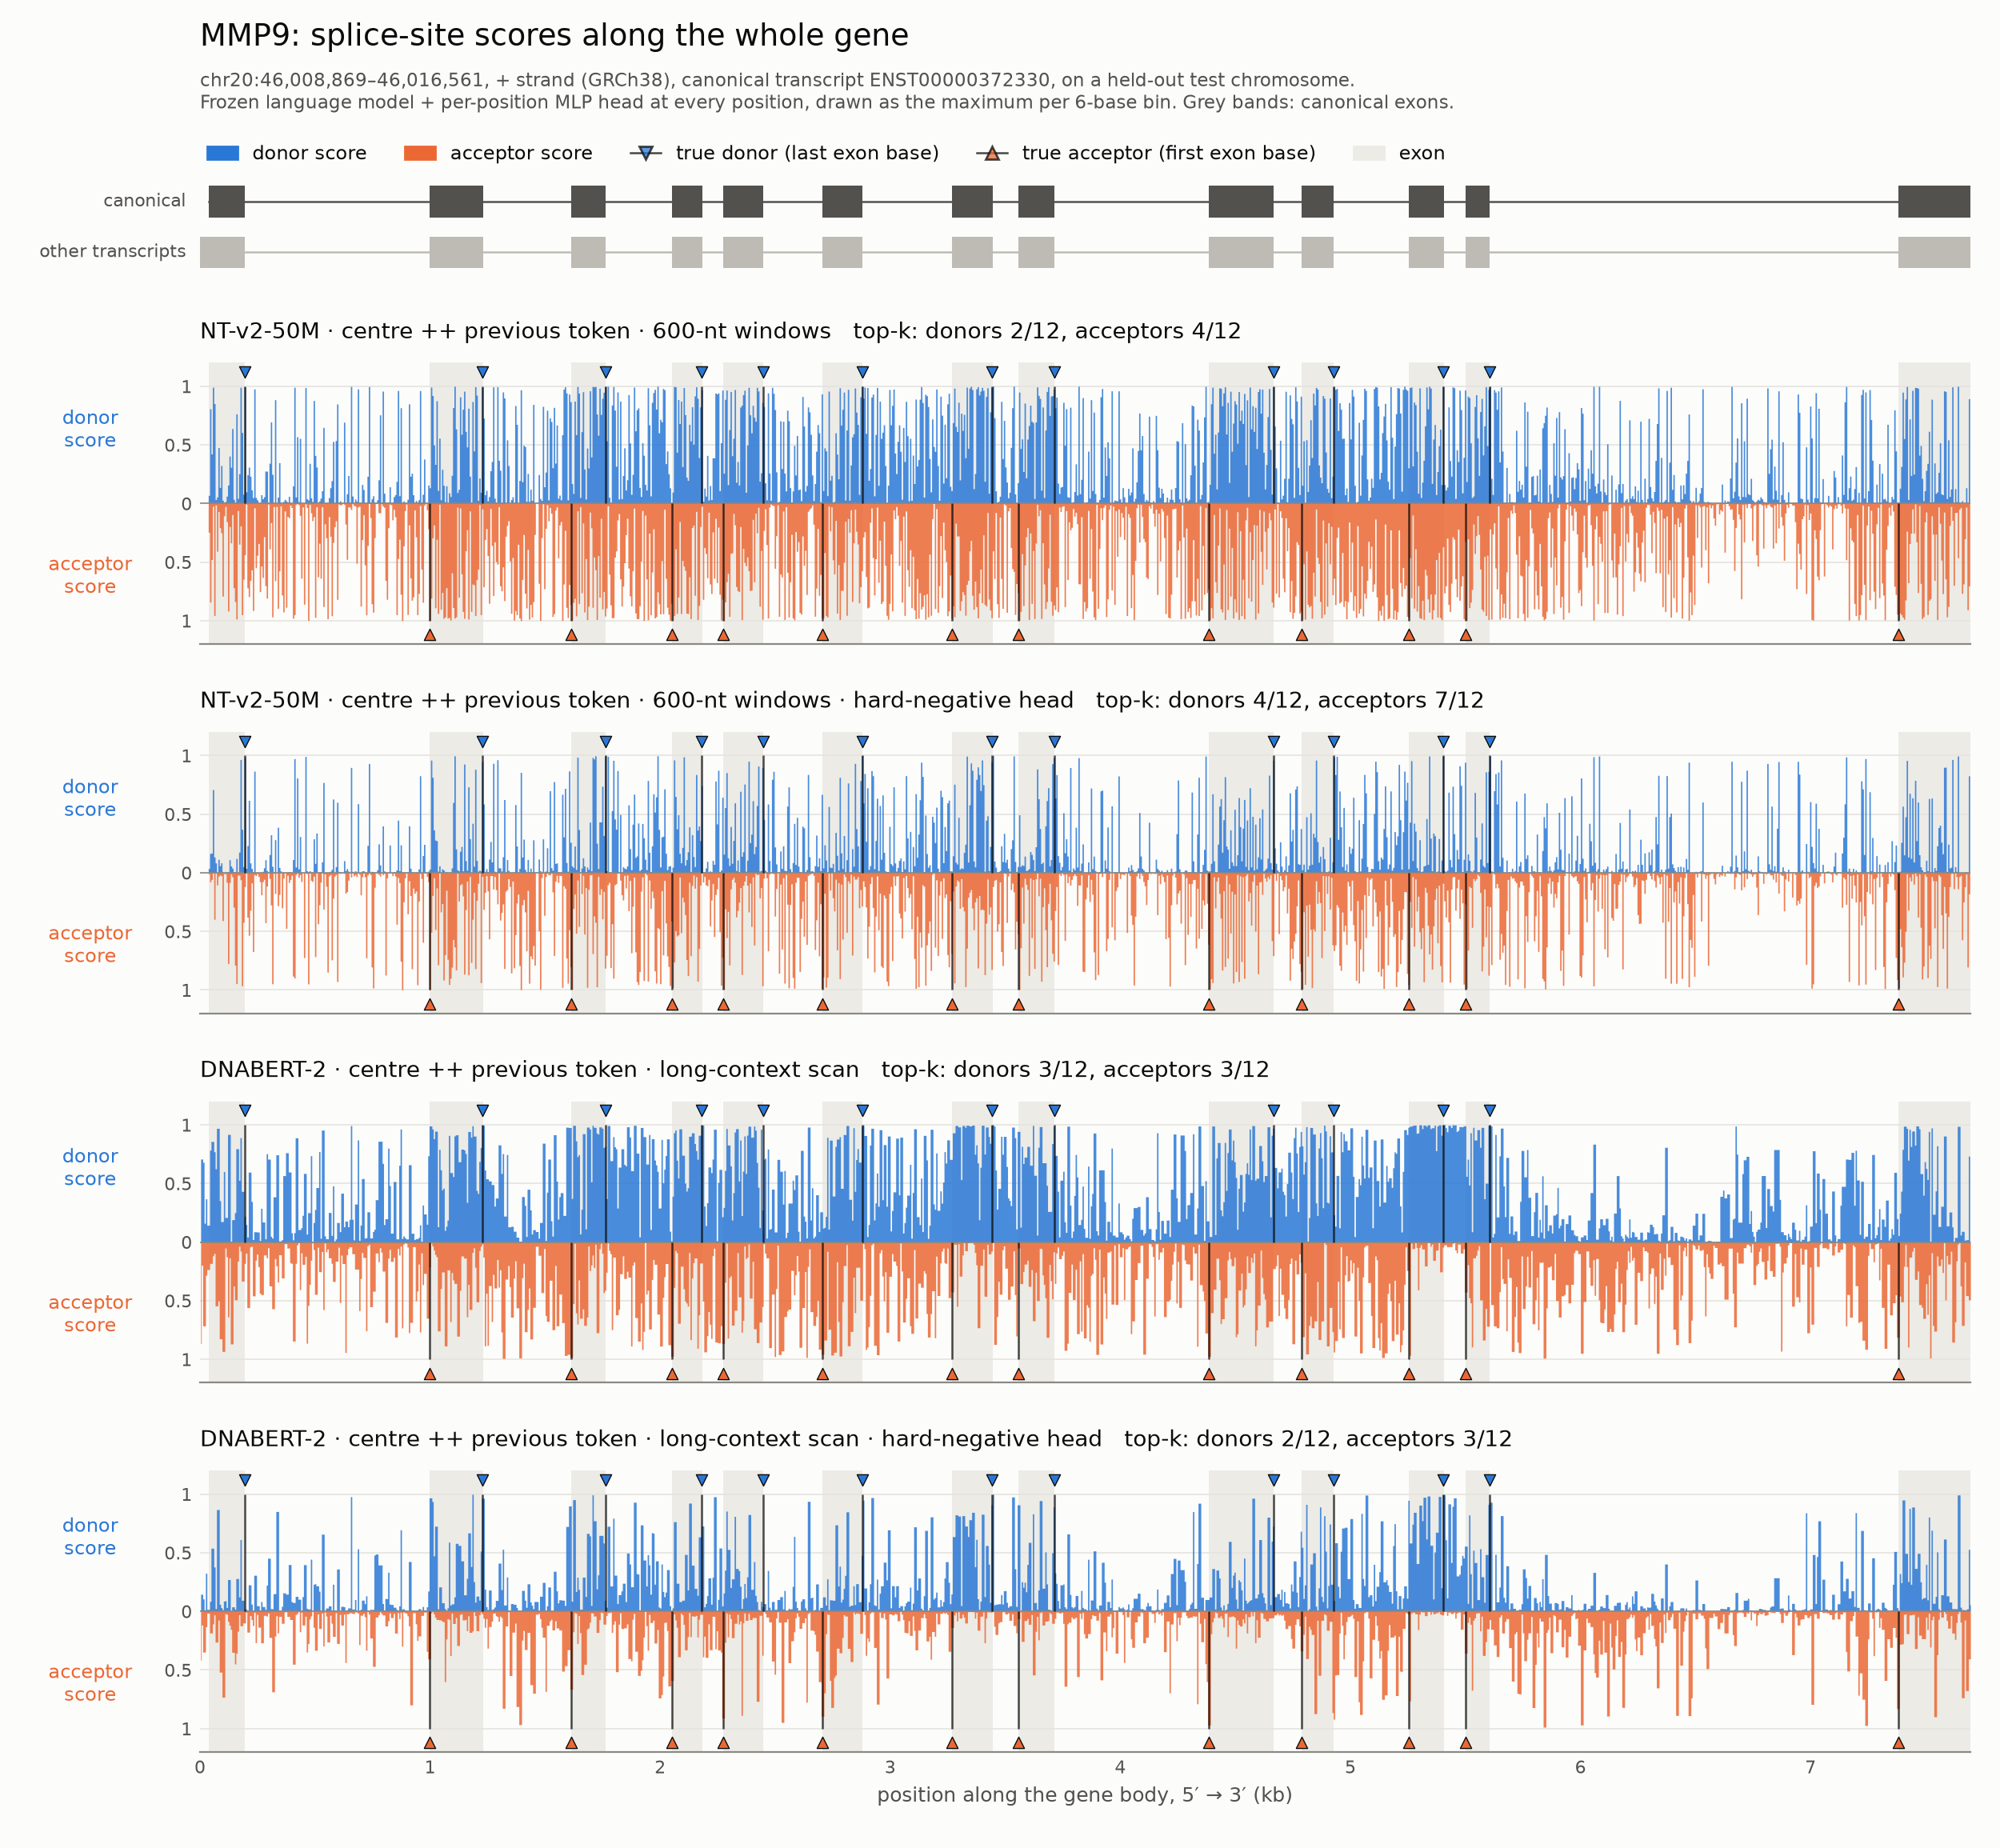 MMP9: splice-site scores along the whole gene
chr20:46,008,869–46,016,561, + strand (GRCh38), canonical transcript ENST00000372330, on a held-out test chromosome.
Frozen language model + per-position MLP head at every position, drawn as the maximum per 6-base bin. Grey bands: canonical exons.
donor score acceptor score true donor (last exon base) true acceptor (first exon base) exon
canonical
other transcripts
NT-v2-50M · centre ++ previous token · 600-nt windows top-k: donors 2/12, acceptors 4/12
1
donor
score
0.5
0
0.5
acceptor
score
1
NT-v2-50M · centre ++ previous token · 600-nt windows · hard-negative head top-k: donors 4/12, acceptors 7/12
1
donor
score
0.5
0
0.5
acceptor
score
1
DNABERT-2 · centre ++ previous token · long-context scan top-k: donors 3/12, acceptors 3/12
1
donor
score
0.5
0
0.5
acceptor
score
1
DNABERT-2 · centre ++ previous token · long-context scan · hard-negative head top-k: donors 2/12, acceptors 3/12
1
donor
score
0.5
0
0.5
acceptor
score
1
0 1 2 3 4 5 6 7
position along the gene body, 5′ → 3′ (kb)